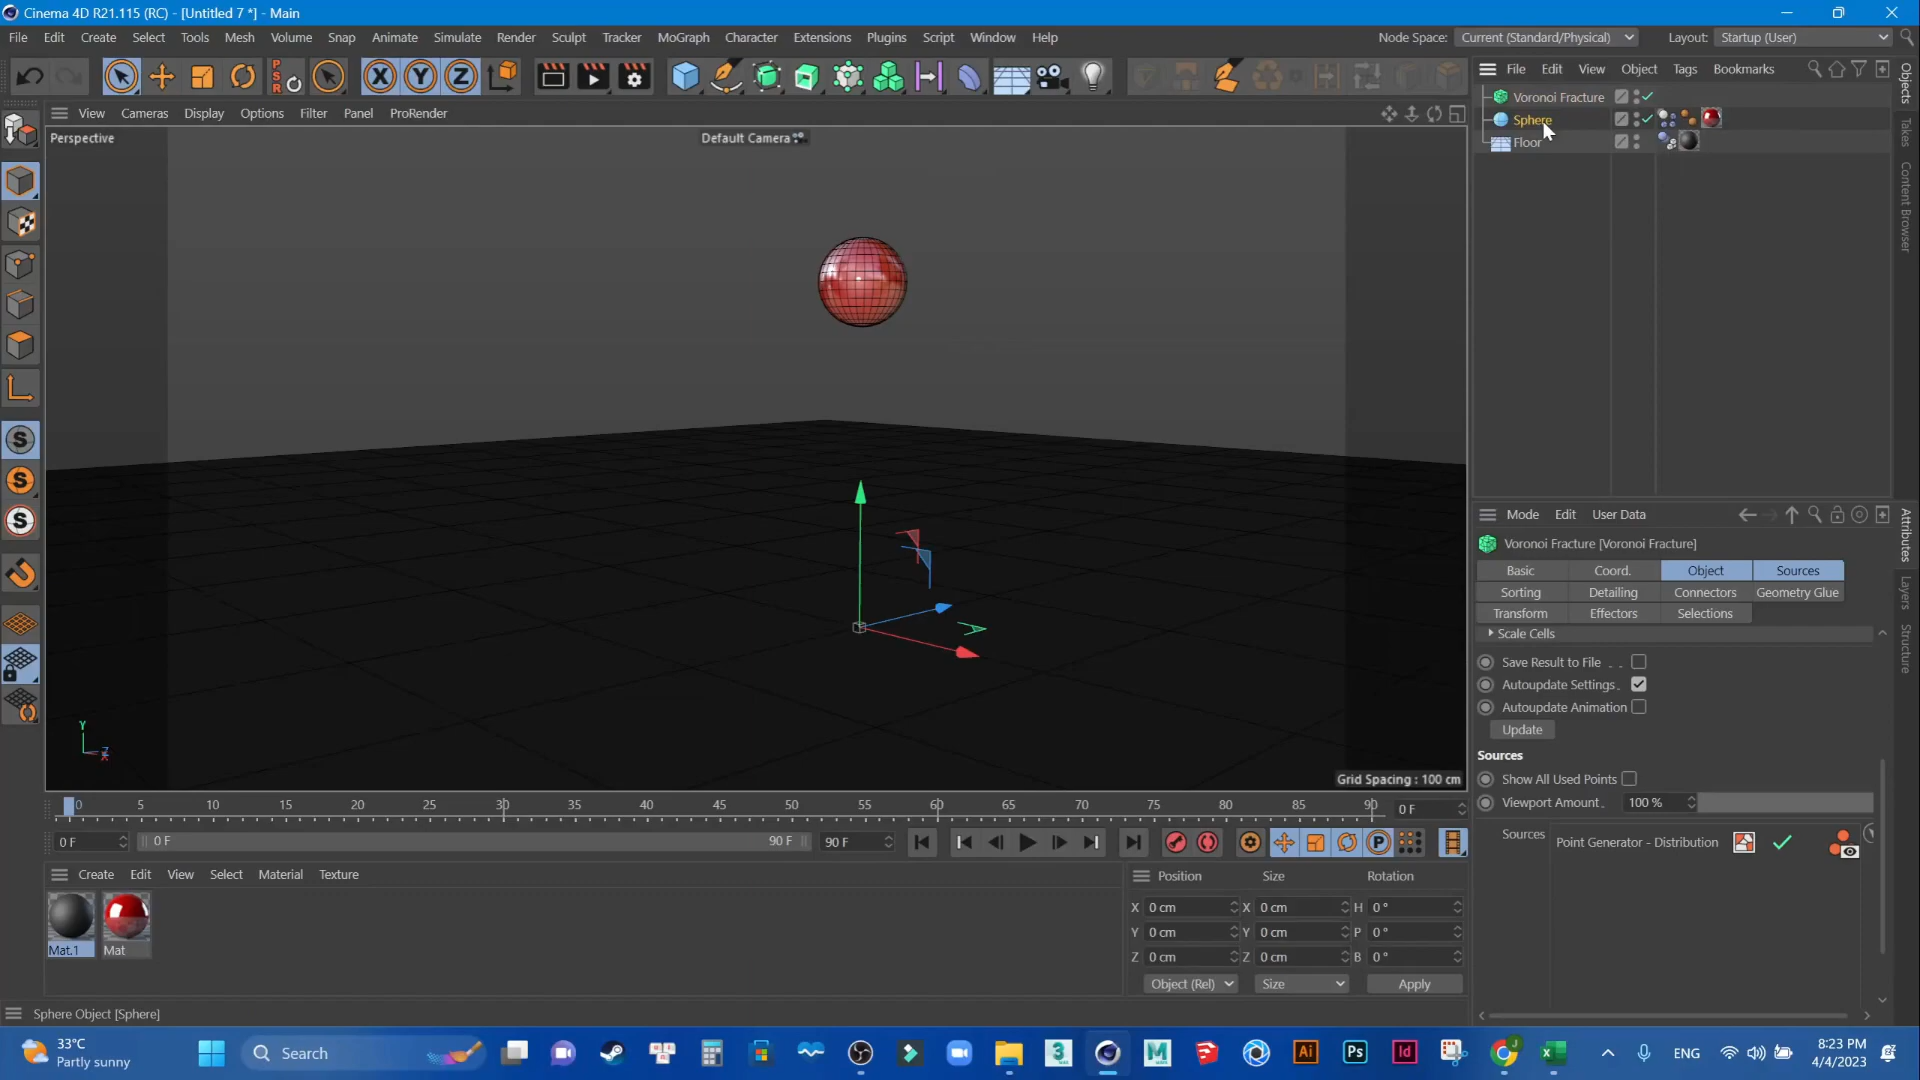 Cinema 4D R21.115 (RC) - [Untitled 7 *] - Main
File Edit Create Select Tools Mesh Volume Snap Animate Simulate Render Sculpt Tracker MoGraph Character Extensions Plugins Script Window Help
Node Space: Current (Standard/Physical) Layout: Startup (User)
PSR X Y Z
File Edit View Object Tags Bookmarks
Voronoi Fracture
Sphere
Floor
Objects
Takes
Content Browser
View Cameras Display Options Filter Panel ProRender
Perspective
Default Camera
S
S
S
Y
Z
X
Grid Spacing : 100 cm
Mode Edit User Data
Voronoi Fracture [Voronoi Fracture]
Basic Coord. Object Sources
Sorting Detailing Connectors Geometry Glue
Transform Effectors Selections
Scale Cells
Save Result to File
Autoupdate Settings
Autoupdate Animation
Update
Sources
Show All Used Points
Viewport Amount 100 %
Sources Point Generator - Distribution
Attributes
Layers
Structure
0 5 10 15 20 25 30 35 40 45 50 55 60 65 70 75 80 85 90 0 F
0 F 0 F 90 F 90 F
P
Create Edit View Select Material Texture
Mat.1 Mat
Position Size Rotation
X 0 cm X 0 cm H 0 °
Y 0 cm Y 0 cm P 0 °
Z 0 cm Z 0 cm B 0 °
Object (Rel) Size Apply
Sphere Object [Sphere]
33°C
Partly sunny
Search
3
M
Ai
Ps
Id
J
ENG
8:23 PM
4/4/2023